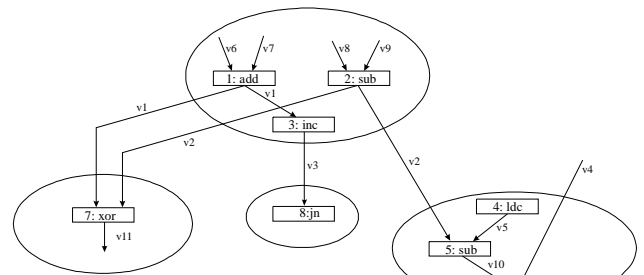 v6 v7 v8 v9
1: add 2: sub
v1 v1
3: inc
v2 v2
v3 v4
4: ldc
7: xor 8:jn
v5
v11 5: sub
v10